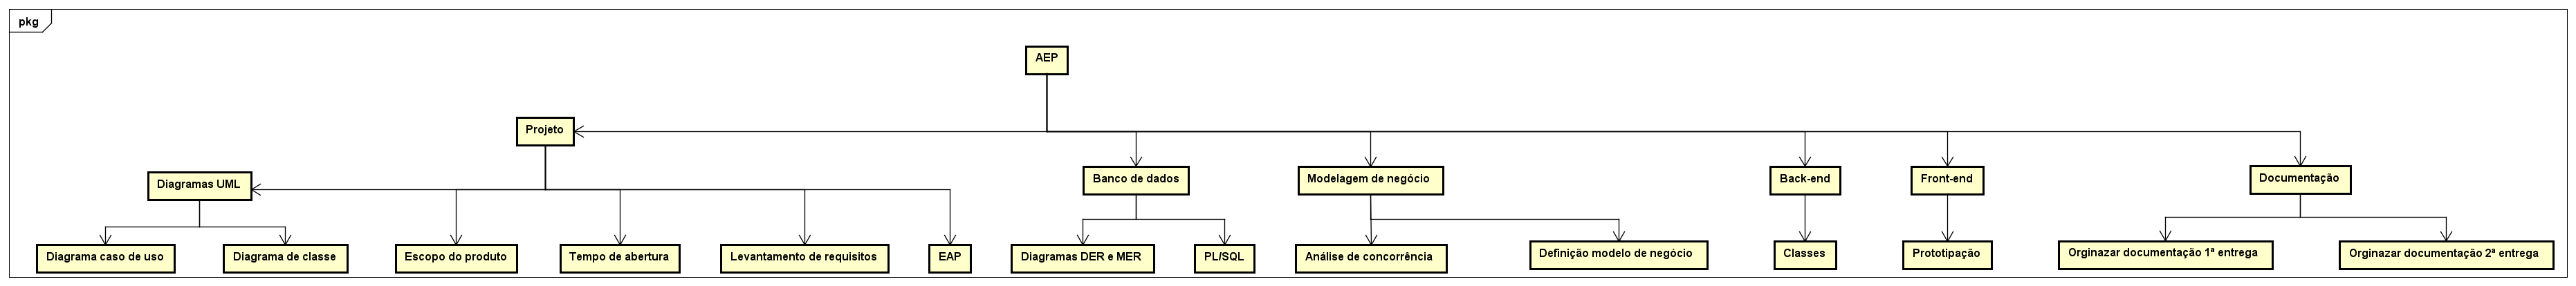 pkg
AEP
Projeto
Diagramas UML
Banco de dados
Modelagem de negócio
Back-end
Front-end
Documentação
Diagrama caso de uso
Diagrama de classe
Escopo do produto
Tempo de abertura
Levantamento de requisitos
EAP
Diagramas DER e MER
PL/SQL
Análise de concorrência
Definição modelo de negócio
Classes
Prototipação
Orginazar documentação 1ª entrega
Orginazar documentação 2ª entrega